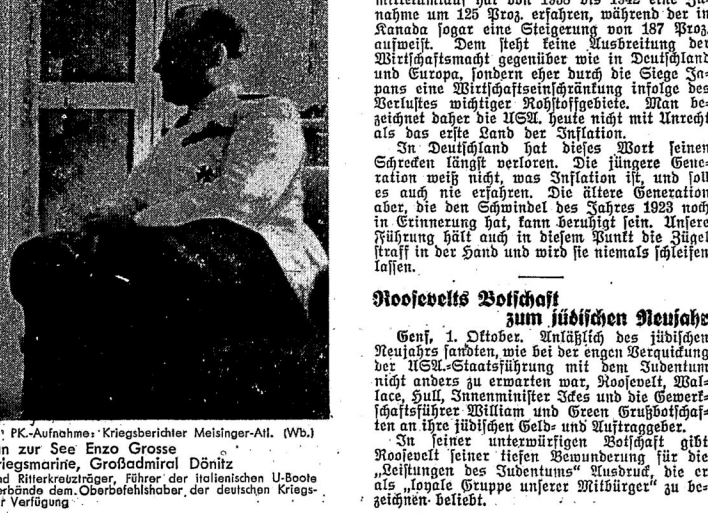 PK.-Aufnahme: Kriegsberichter Meisinger-Atl. (Wb.)
n zur See Enzo Grosse
iegsmarine, Großadmiral Dönitz
d Ritterkreuzträger, Führer der italienischen U-Boote
erbände dem Oberbefehlshaber der deutschen Kriegs-
r Verfügung
mittelumlauf hat von 1938 bis 1942 eine Zu-
nahme um 125 Proz. erfahren, während der in
Kanada sogar eine Steigerung von 187 Proz.
aufweist. Dem steht keine Ausbreitung der
Wirtschaftsmacht gegenüber wie in Deutschland
und Europa, sondern eher durch die Siege Ja-
pans eine Wirtschaftseinschränkung infolge des
Verlustes wichtiger Rohstoffgebiete. Man be-
zeichnet daher die USA. heute nicht mit Unrecht
als das erste Land der Inflation.
In Deutschland hat dieses Wort seinen
Schrecken längst verloren. Die jüngere Gene-
ration weiß nicht, was Inflation ist, und soll
es auch nie erfahren. Die ältere Generation
aber, die den Schwindel des Jahres 1923 noch
in Erinnerung hat, kann beruhigt sein. Unsere
Führung hält auch in diesem Punkt die Zügel
straff in der Hand und wird sie niemals schleifen
lassen.
Roosevelts Botschaft
zum jüdischen Neujahr
Genf, 1. Oktober. Anläßlich des jüdischen
Neujahrs sandten, wie bei der engen Verquickung
der USA.-Staatsführung mit dem Judentum
nicht anders zu erwarten war, Roosevelt, Wal-
lace, Hull, Innenminister Ickes und die Gewerk-
schaftsführer William und Green Grußbotschaf-
ten an ihre jüdischen Geld- und Auftraggeber.
In seiner unterwürfigen Botschaft gibt
Roosevelt seiner tiefen Bewunderung für die
„Leistungen des Judentums" Ausdruck, die er
als „loyale Gruppe unserer Mitbürger" zu be-
zeichnen beliebt.